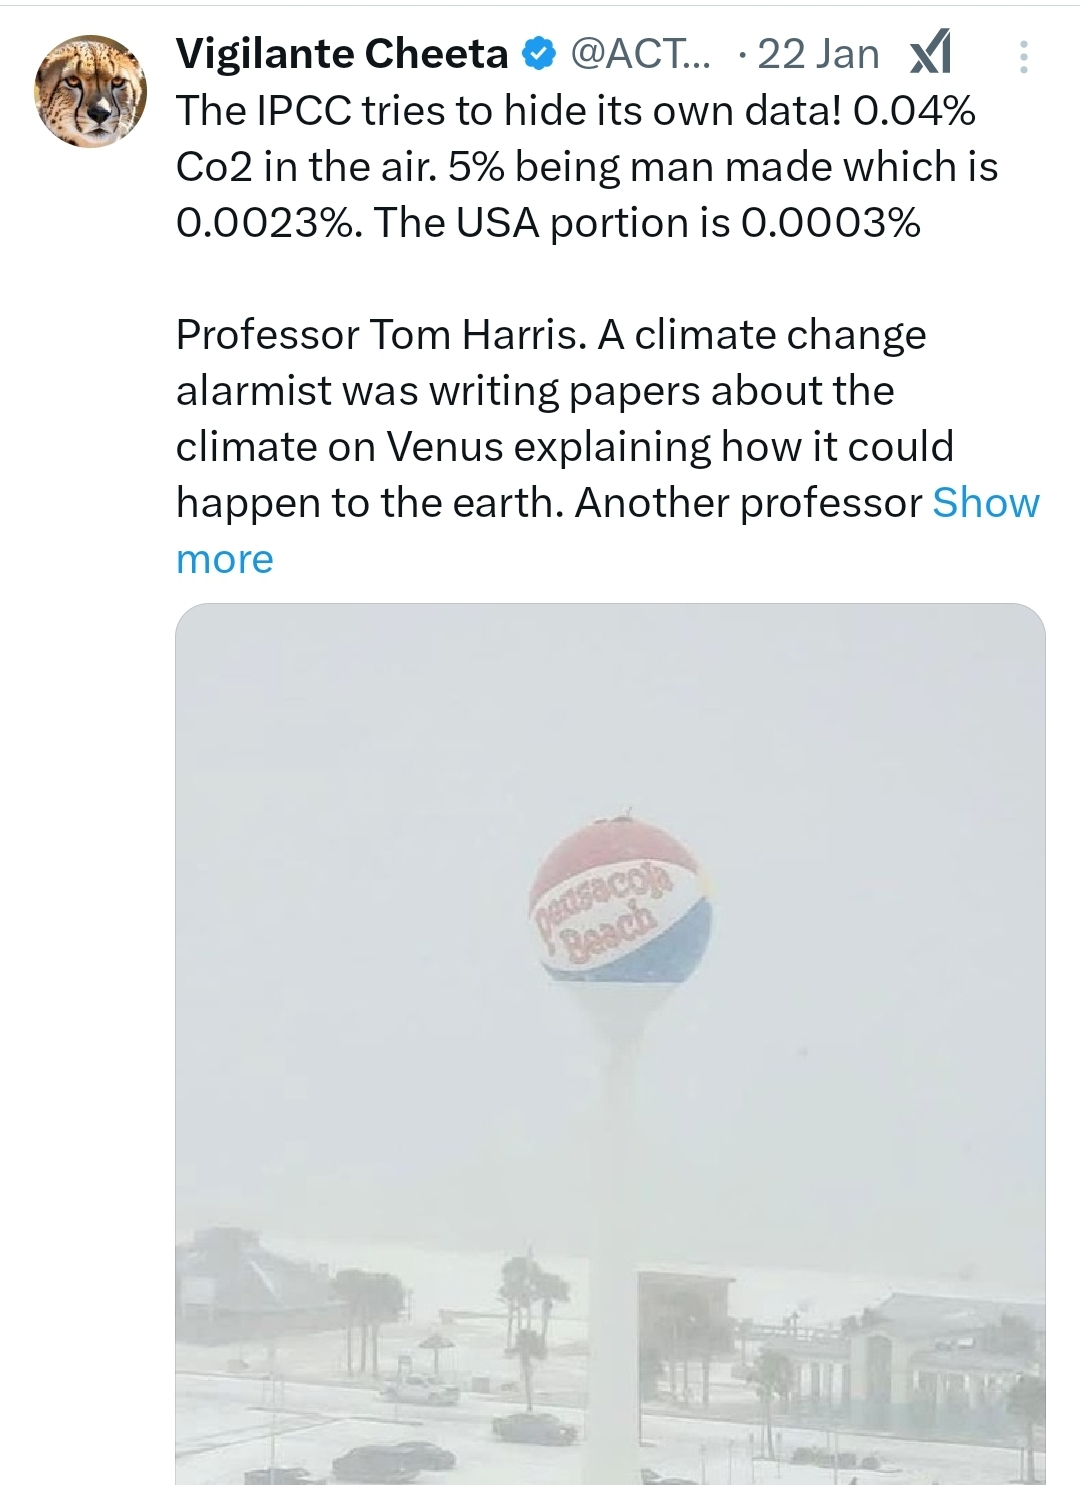 Vigilante Cheeta @ACT... · 22 Jan
The IPCC tries to hide its own data! 0.04%
Co2 in the air. 5% being man made which is
0.0023%. The USA portion is 0.0003%
Professor Tom Harris. A climate change
alarmist was writing papers about the
climate on Venus explaining how it could
happen to the earth. Another professor Show
more
Pensacola
Beach